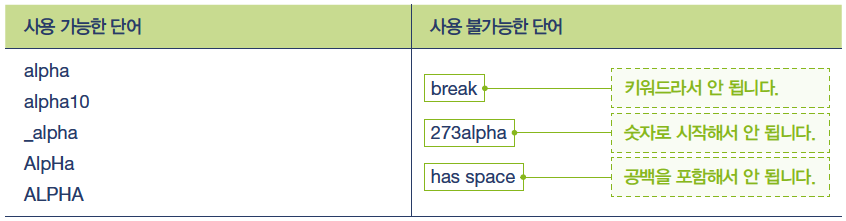 사용 가능한 단어
사용 불가능한 단어
alpha
alpha10
_alpha
AlpHa
ALPHA
break
키워드라서 안 됩니다.
273alpha
숫자로 시작해서 안 됩니다.
has space
공백을 포함해서 안 됩니다.